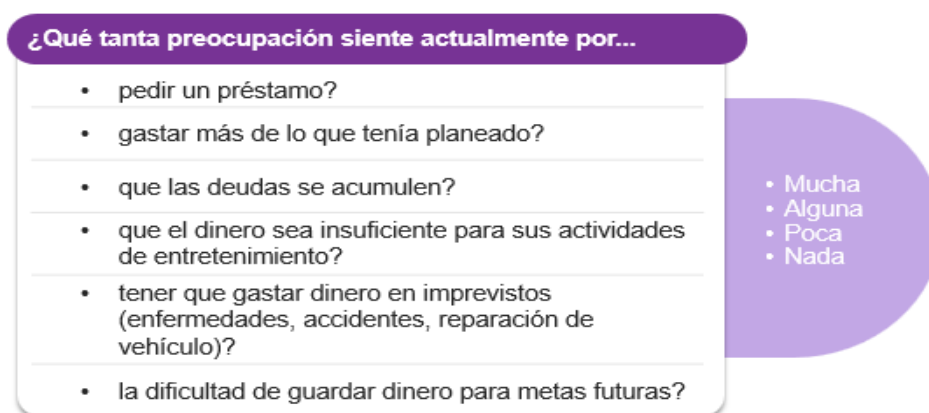 ¿Qué tanta preocupación siente actualmente por...
• pedir un préstamo?
• gastar más de lo que tenía planeado?
• que las deudas se acumulen?
• que el dinero sea insuficiente para sus actividades
de entretenimiento?
• tener que gastar dinero en imprevistos
(enfermedades, accidentes, reparación de
vehículo)?
• la dificultad de guardar dinero para metas futuras?
• Mucha
• Alguna
• Poca
• Nada